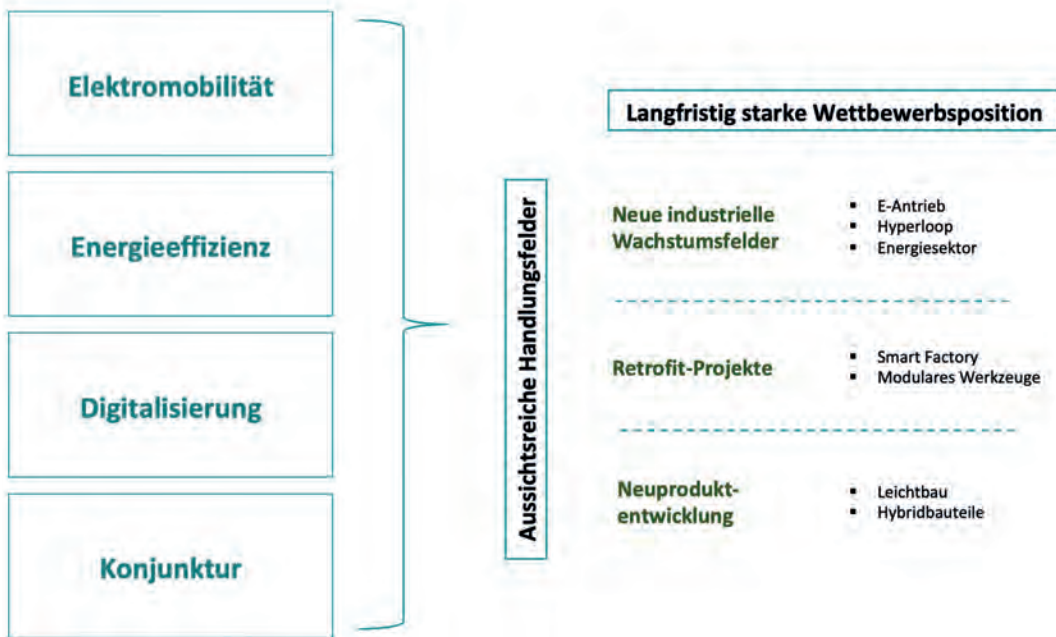 Elektromobilität
Energieeffizienz
Digitalisierung
Konjunktur
Aussichtsreiche Handlungsfelder
Langfristig starke Wettbewerbsposition
Neue industrielle
Wachstumsfelder
▪ E-Antrieb
▪ Hyperloop
▪ Energiesektor
Retrofit-Projekte
▪ Smart Factory
▪ Modulares Werkzeuge
Neuprodukt-
entwicklung
▪ Leichtbau
▪ Hybridbauteile